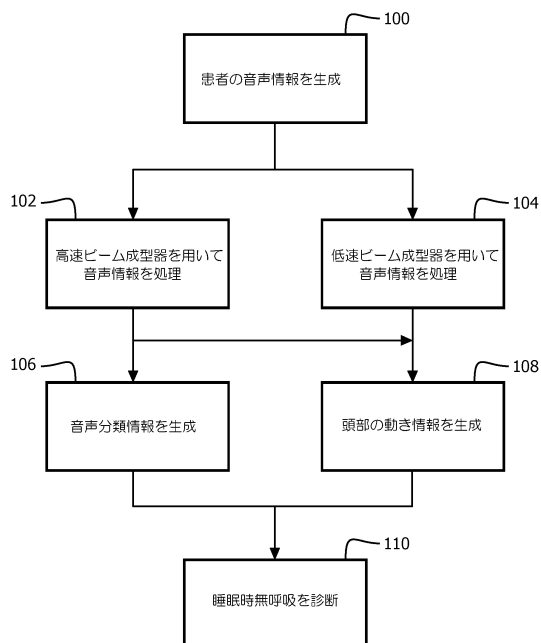 100
患者の音声情報を生成
102
高速ビーム成型器を用いて
音声情報を処理
104
低速ビーム成型器を用いて
音声情報を処理
106
音声分類情報を生成
108
頭部の動き情報を生成
110
睡眠時無呼吸を診断